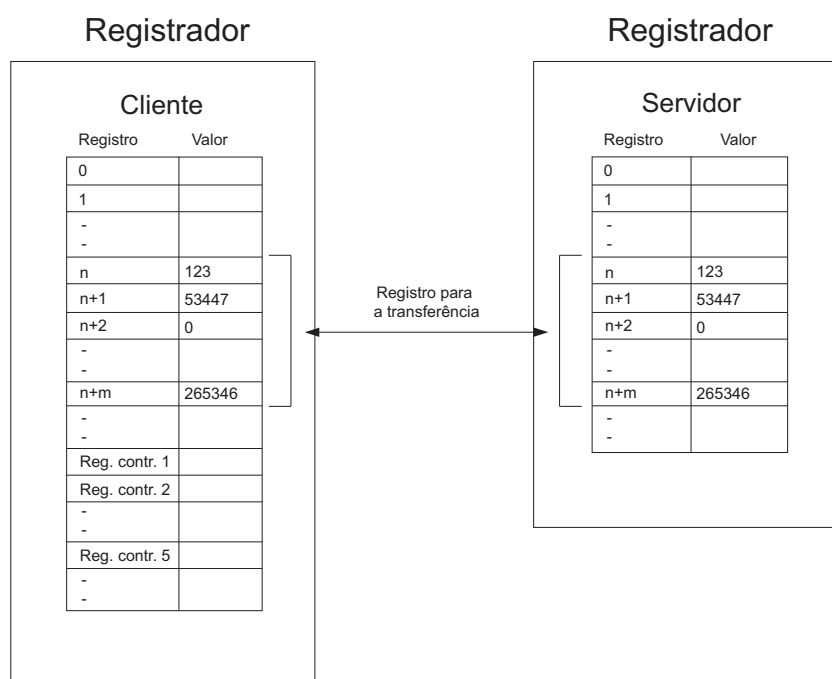 Registrador
Cliente
Registro Valor
0
1
-
-
n 123
n+1 53447
n+2 0
-
-
n+m 265346
-
-
Reg. contr. 1
Reg. contr. 2
-
-
Reg. contr. 5
-
-
Registro para
a transferência
Registrador
Servidor
Registro Valor
0
1
-
-
n 123
n+1 53447
n+2 0
-
-
n+m 265346
-
-